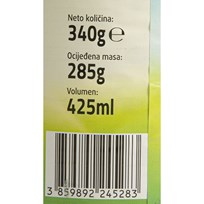 Neto količina:
340g ℮
Ocijeđena masa:
285g
Volumen:
425ml
3 859892 245283